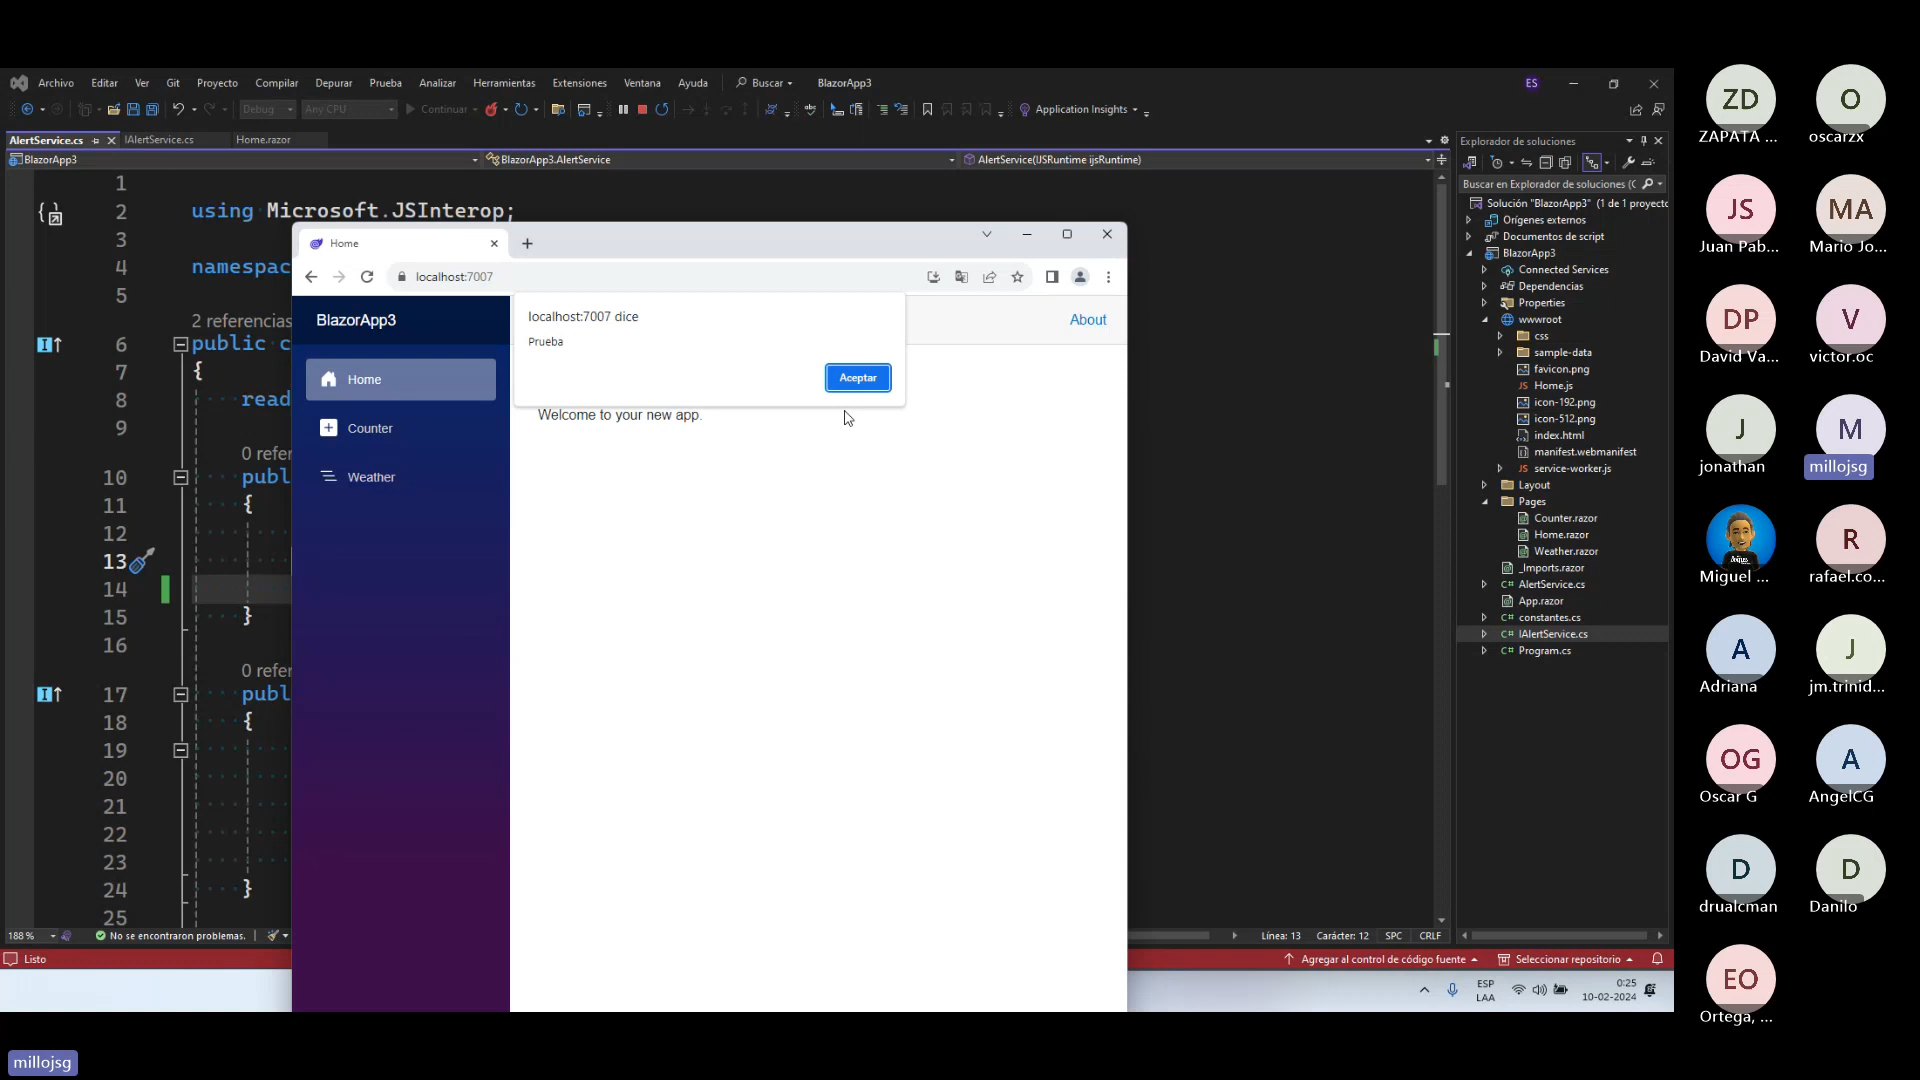 Archivo Editar Ver Git Proyecto Compilar Depurar Prueba Analizar Herramientas Extensiones Ventana Ayuda Buscar BlazorApp3 ES
Debug Any CPU Continuar Application Insights
AlertService.cs IAlertService.cs Home.razor
BlazorApp3 BlazorApp3.AlertService AlertService(IJSRuntime ijsRuntime)
1
2 using Microsoft.JSInterop;
3
4 namespac
5
2 referencias
6 public c
7 {
8 read
9
0 refer
10 publ
11 {
12
13
14
15 }
16
0 refer
17 publ
18 {
19
20
21
22
23
24 }
25
188 % No se encontraron problemas. Línea: 13 Carácter: 12 SPC CRLF
Listo Agregar al control de código fuente Seleccionar repositorio
Home
localhost:7007
BlazorApp3
Home
Counter
Weather
About
localhost:7007 dice
Prueba
Aceptar
Welcome to your new app.
Explorador de soluciones
Buscar en Explorador de soluciones (C
Solución "BlazorApp3" (1 de 1 proyecto
Orígenes externos
Documentos de script
BlazorApp3
Connected Services
Dependencias
Properties
wwwroot
css
sample-data
favicon.png
JS Home.js
icon-192.png
icon-512.png
index.html
manifest.webmanifest
JS service-worker.js
Layout
Pages
Counter.razor
Home.razor
Weather.razor
_Imports.razor
C# AlertService.cs
App.razor
C# constantes.cs
C# IAlertService.cs
C# Program.cs
ESP
LAA
0:25
10-02-2024
ZD O
ZAPATA ... oscarzx
JS MA
Juan Pab... Mario Jo...
DP V
David Va... victor.oc
J M
jonathan millojsg
R
Miguel ... rafael.co...
A J
Adriana jm.trinid...
OG A
Oscar G AngelCG
D D
drualcman Danilo
EO
Ortega, ...
millojsg